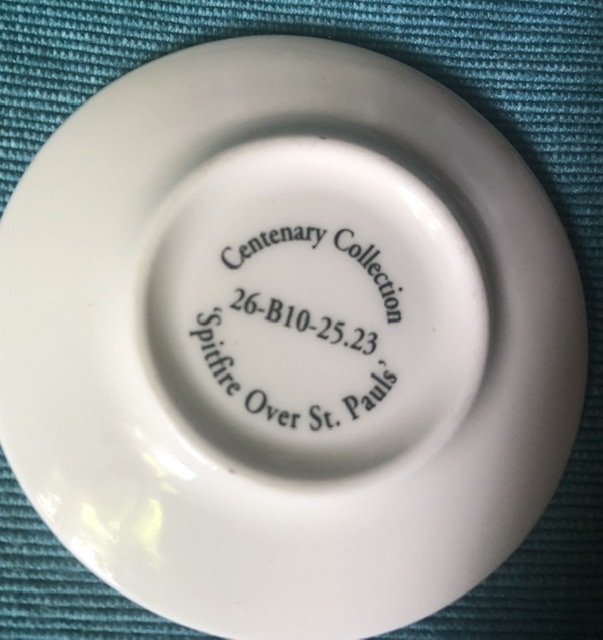 Centenary Collection
26-B10-25.23
'Spitfire Over St. Pauls'